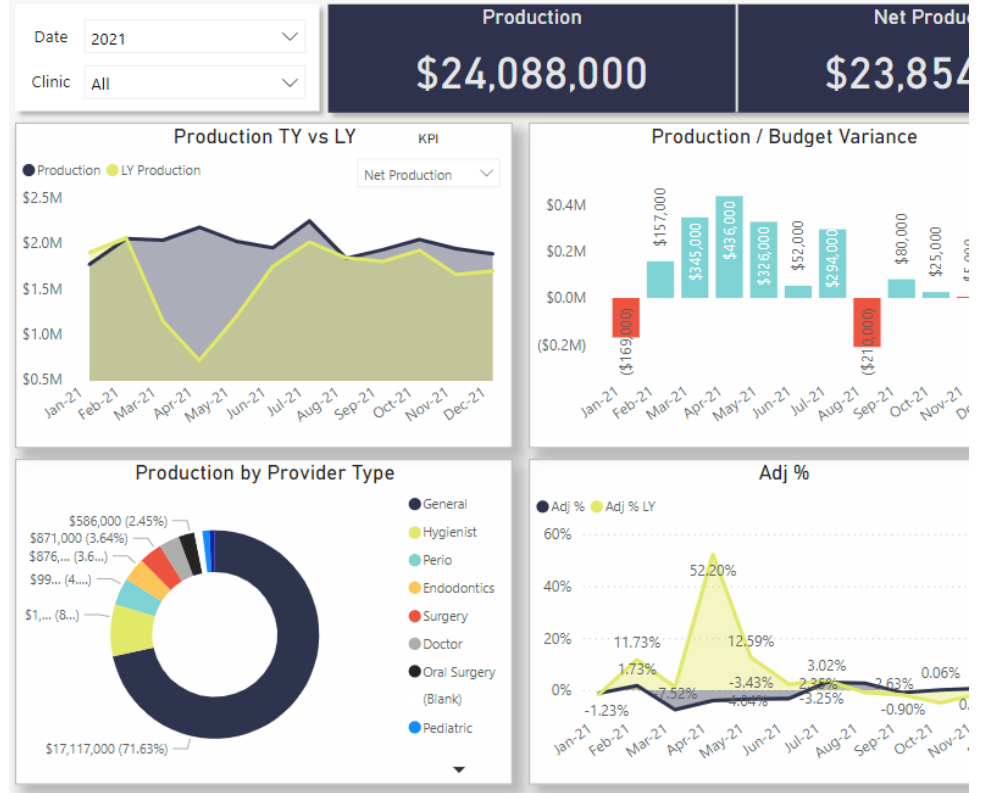 Date 2021
Clinic All
Production
$24,088,000
Net Produ
$23,854
Production TY vs LY
KPI
Production LY Production
Net Production
$2.5M
$2.0M
$1.5M
$1.0M
$0.5M
Jan-21 Feb-21 Mar-21 Apr-21 May-21 Jun-21 Jul-21 Aug-21 Sep-21 Oct-21 Nov-21 Dec-21
Production / Budget Variance
$0.4M
$0.2M
$0.0M
($0.2M)
($169,000)
$157,000
$345,000
$436,000
$326,000
$52,000
$294,000
($210,000)
$80,000
$25,000
Jan-21 Feb-21 Mar-21 Apr-21 May-21 Jun-21 Jul-21 Aug-21 Sep-21 Oct-21 Nov-21 De
Production by Provider Type
$586,000 (2.45%)
$871,000 (3.64%)
$876,... (3.6...)
$99... (4....)
$1,... (8...)
$17,117,000 (71.63%)
General
Hygienist
Perio
Endodontics
Surgery
Doctor
Oral Surgery
(Blank)
Pediatric
Adj %
Adj % Adj % LY
60%
40%
20%
0%
-1.23%
11.73%
1.73%
-7.52%
52.20%
-4.04%
12.59%
-3.43%
-3.25%
3.02%
-0.90%
0.06%
0.
Jan-21 Feb-21 Mar-21 Apr-21 May-21 Jun-21 Jul-21 Aug-21 Sep-21 Oct-21 Nov-21